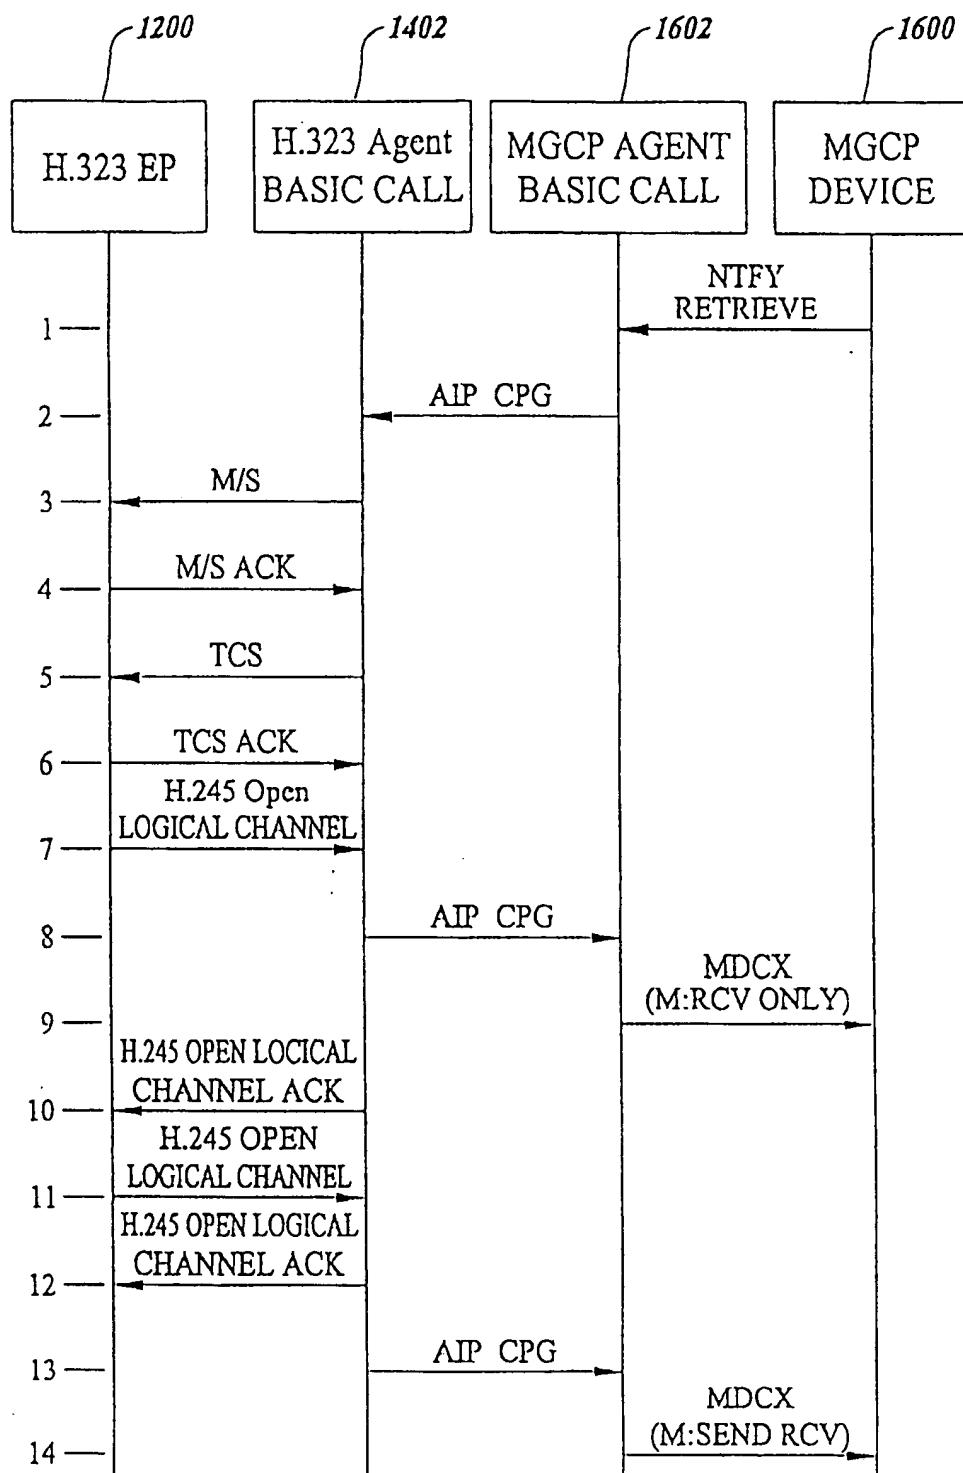 1200
1402
1602
1600
H.323 EP
H.323 Agent
BASIC CALL
MGCP AGENT
BASIC CALL
MGCP
DEVICE
NTFY
RETRIEVE
1
AIP CPG
2
M/S
3
M/S ACK
4
TCS
5
TCS ACK
6
H.245 Open
LOGICAL CHANNEL
7
AIP CPG
8
MDCX
(M:RCV ONLY)
9
H.245 OPEN LOCICAL
CHANNEL ACK
10
H.245 OPEN
LOGICAL CHANNEL
11
H.245 OPEN LOGICAL
CHANNEL ACK
12
AIP CPG
13
MDCX
(M:SEND RCV)
14